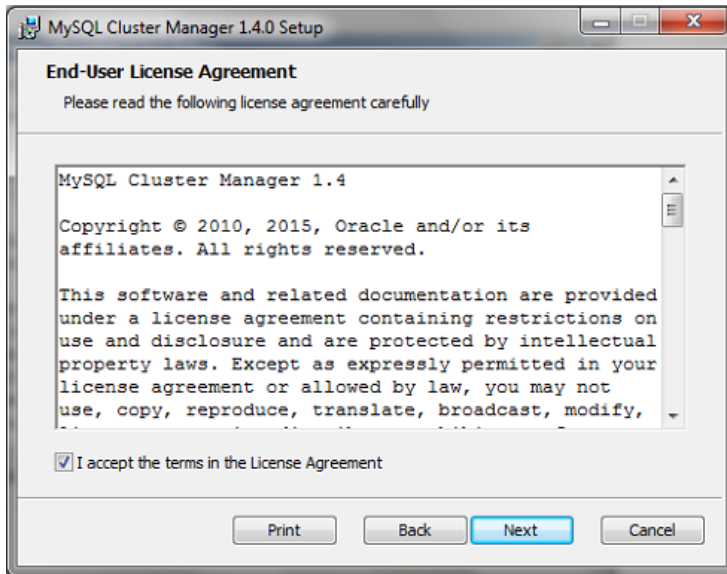 MySQL Cluster Manager 1.4.0 Setup
End-User License Agreement
Please read the following license agreement carefully
MySQL Cluster Manager 1.4
Copyright © 2010, 2015, Oracle and/or its
affiliates. All rights reserved.
This software and related documentation are provided
under a license agreement containing restrictions on
use and disclosure and are protected by intellectual
property laws. Except as expressly permitted in your
license agreement or allowed by law, you may not
use, copy, reproduce, translate, broadcast, modify,
I accept the terms in the License Agreement
Print
Back
Next
Cancel